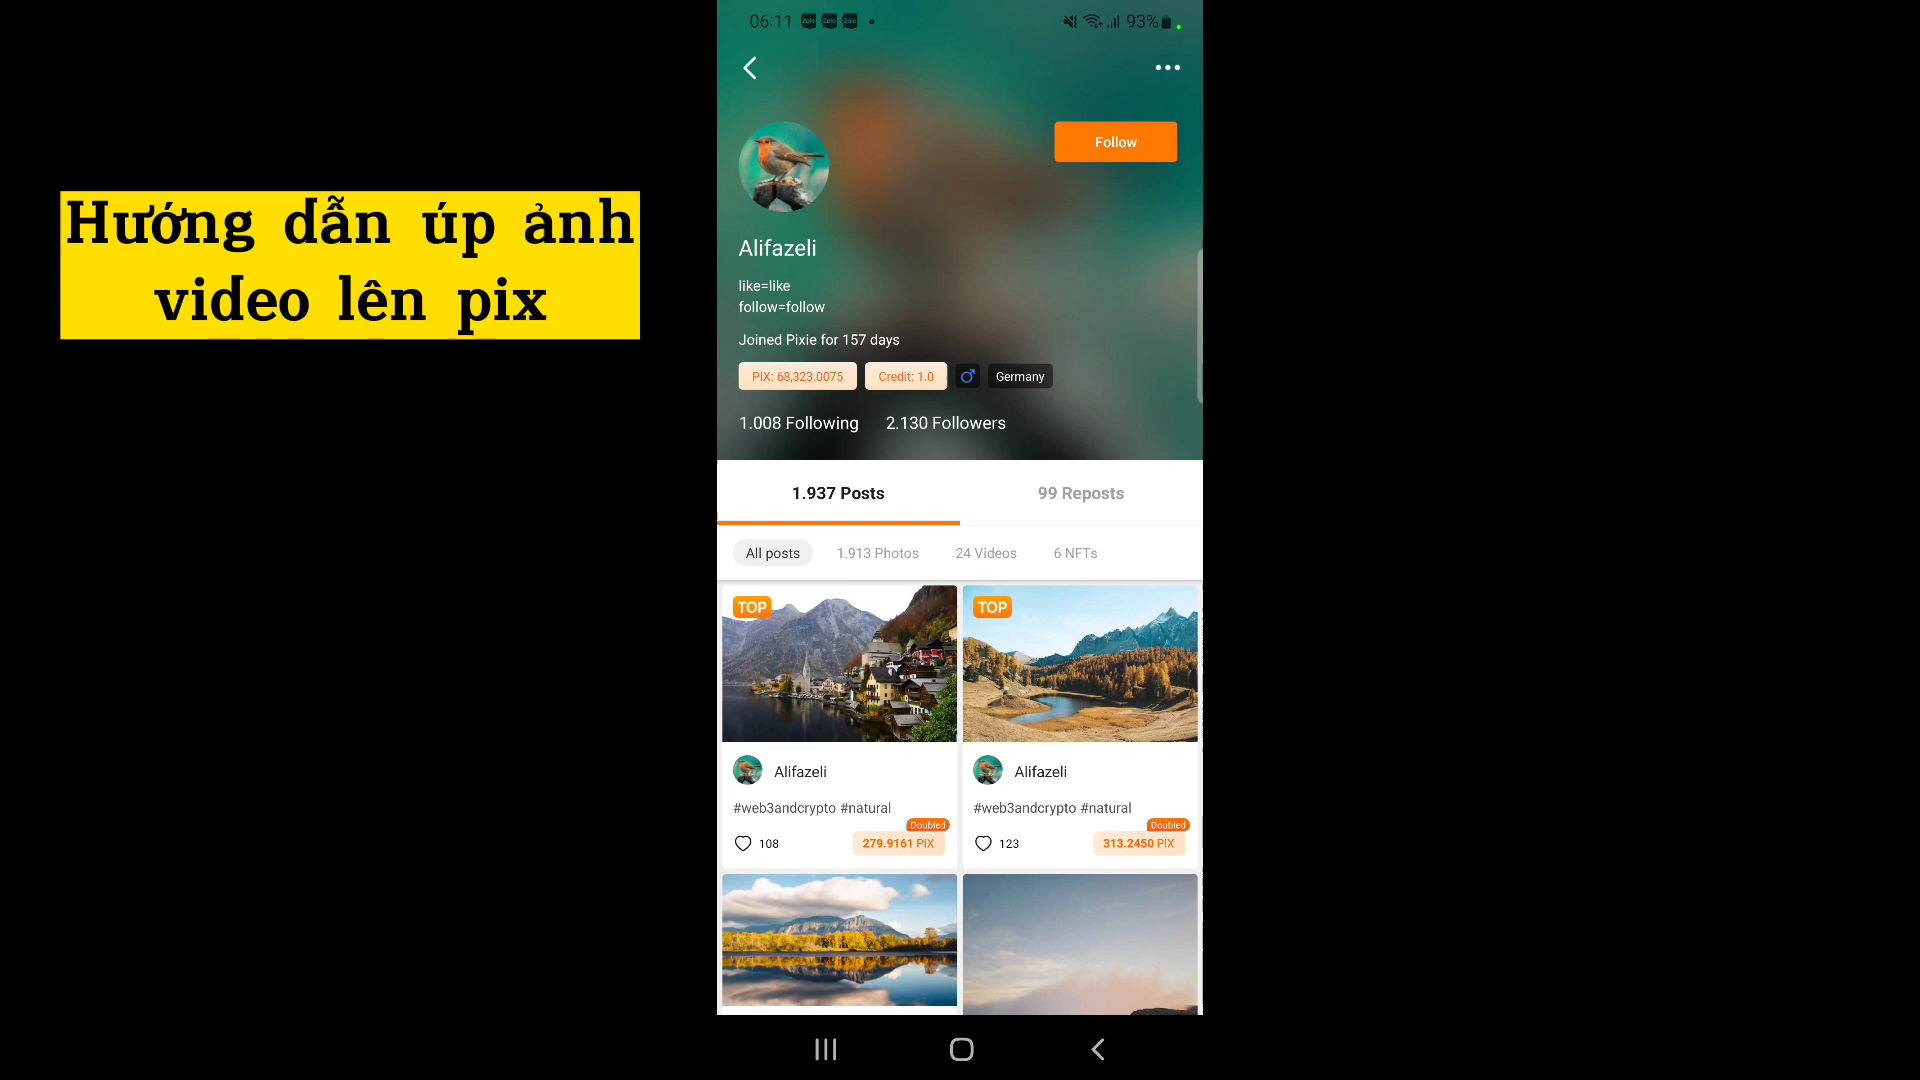 06:11
93%
Hướng dẫn úp ảnh
video lên pix
Follow
Alifazeli
like=like
follow=follow
Joined Pixie for 157 days
PIX: 68,323.0075 Credit: 1.0 Germany
1.008 Following 2.130 Followers
1.937 Posts 99 Reposts
All posts 1.913 Photos 24 Videos 6 NFTs
TOP TOP
Alifazeli Alifazeli
#web3andcrypto #natural #web3andcrypto #natural
Doubled Doubled
108 279.9161 PIX 123 313.2450 PIX